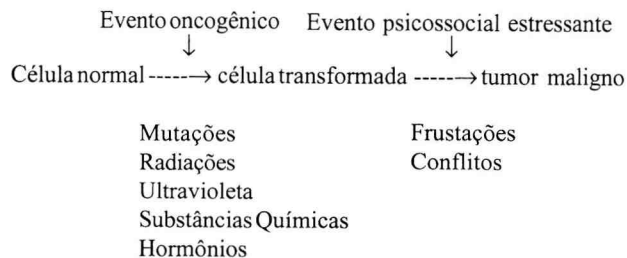 Evento oncogênico Evento psicossocial estressante
↓ ↓
Célula normal -----→ célula transformada -----→ tumor maligno
Mutações Frustações
Radiações Conflitos
Ultravioleta
Substâncias Químicas
Hormônios